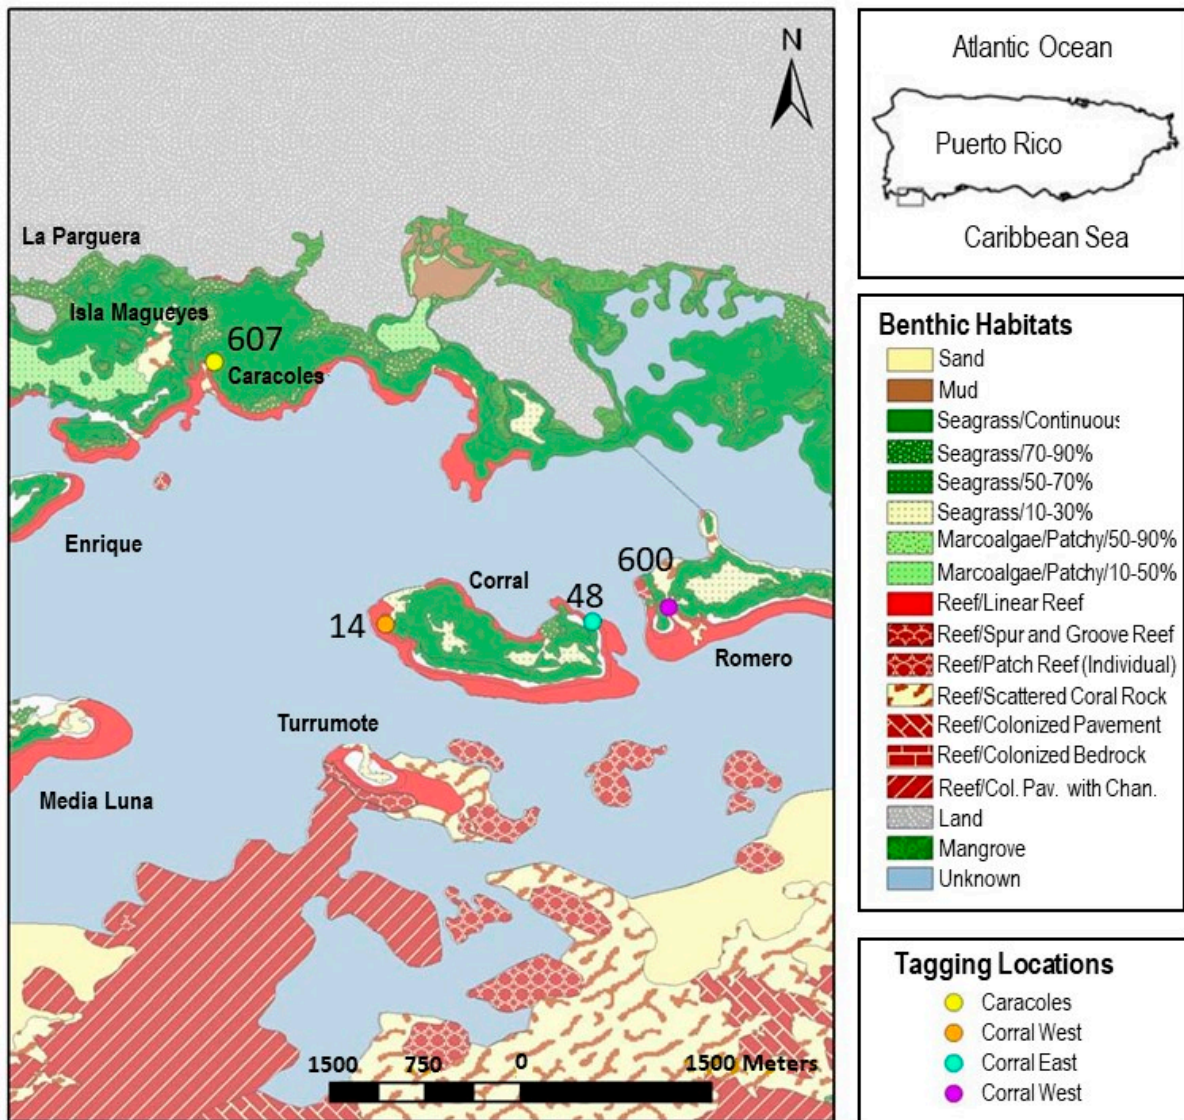 N
La Parguera
Isla Magueyes
607
Caracoles
Enrique
Corral
600
48
14
Romero
Turrumote
Media Luna
1500 750 0 1500 Meters
Atlantic Ocean
Puerto Rico
Caribbean Sea
Benthic Habitats
Sand
Mud
Seagrass/Continuous
Seagrass/70-90%
Seagrass/50-70%
Seagrass/10-30%
Marcoalgae/Patchy/50-90%
Marcoalgae/Patchy/10-50%
Reef/Linear Reef
Reef/Spur and Groove Reef
Reef/Patch Reef (Individual)
Reef/Scattered Coral Rock
Reef/Colonized Pavement
Reef/Colonized Bedrock
Reef/Col. Pav. with Chan.
Land
Mangrove
Unknown
Tagging Locations
Caracoles
Corral West
Corral East
Corral West